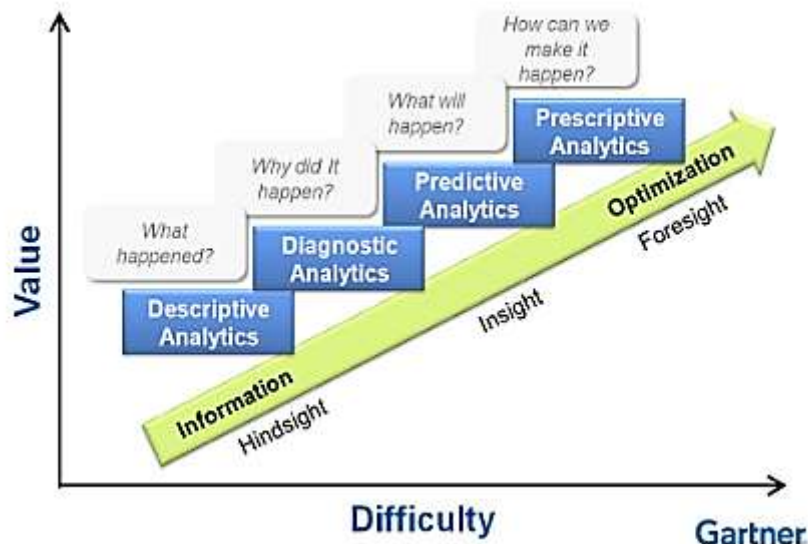 How can we
make it
happen?
What will
happen?
Prescriptive
Analytics
Why did It
happen?
Predictive
Analytics
What
happened?
Diagnostic
Analytics
Descriptive
Analytics
Value
Information
Hindsight
Insight
Optimization
Foresight
Difficulty
Gartner